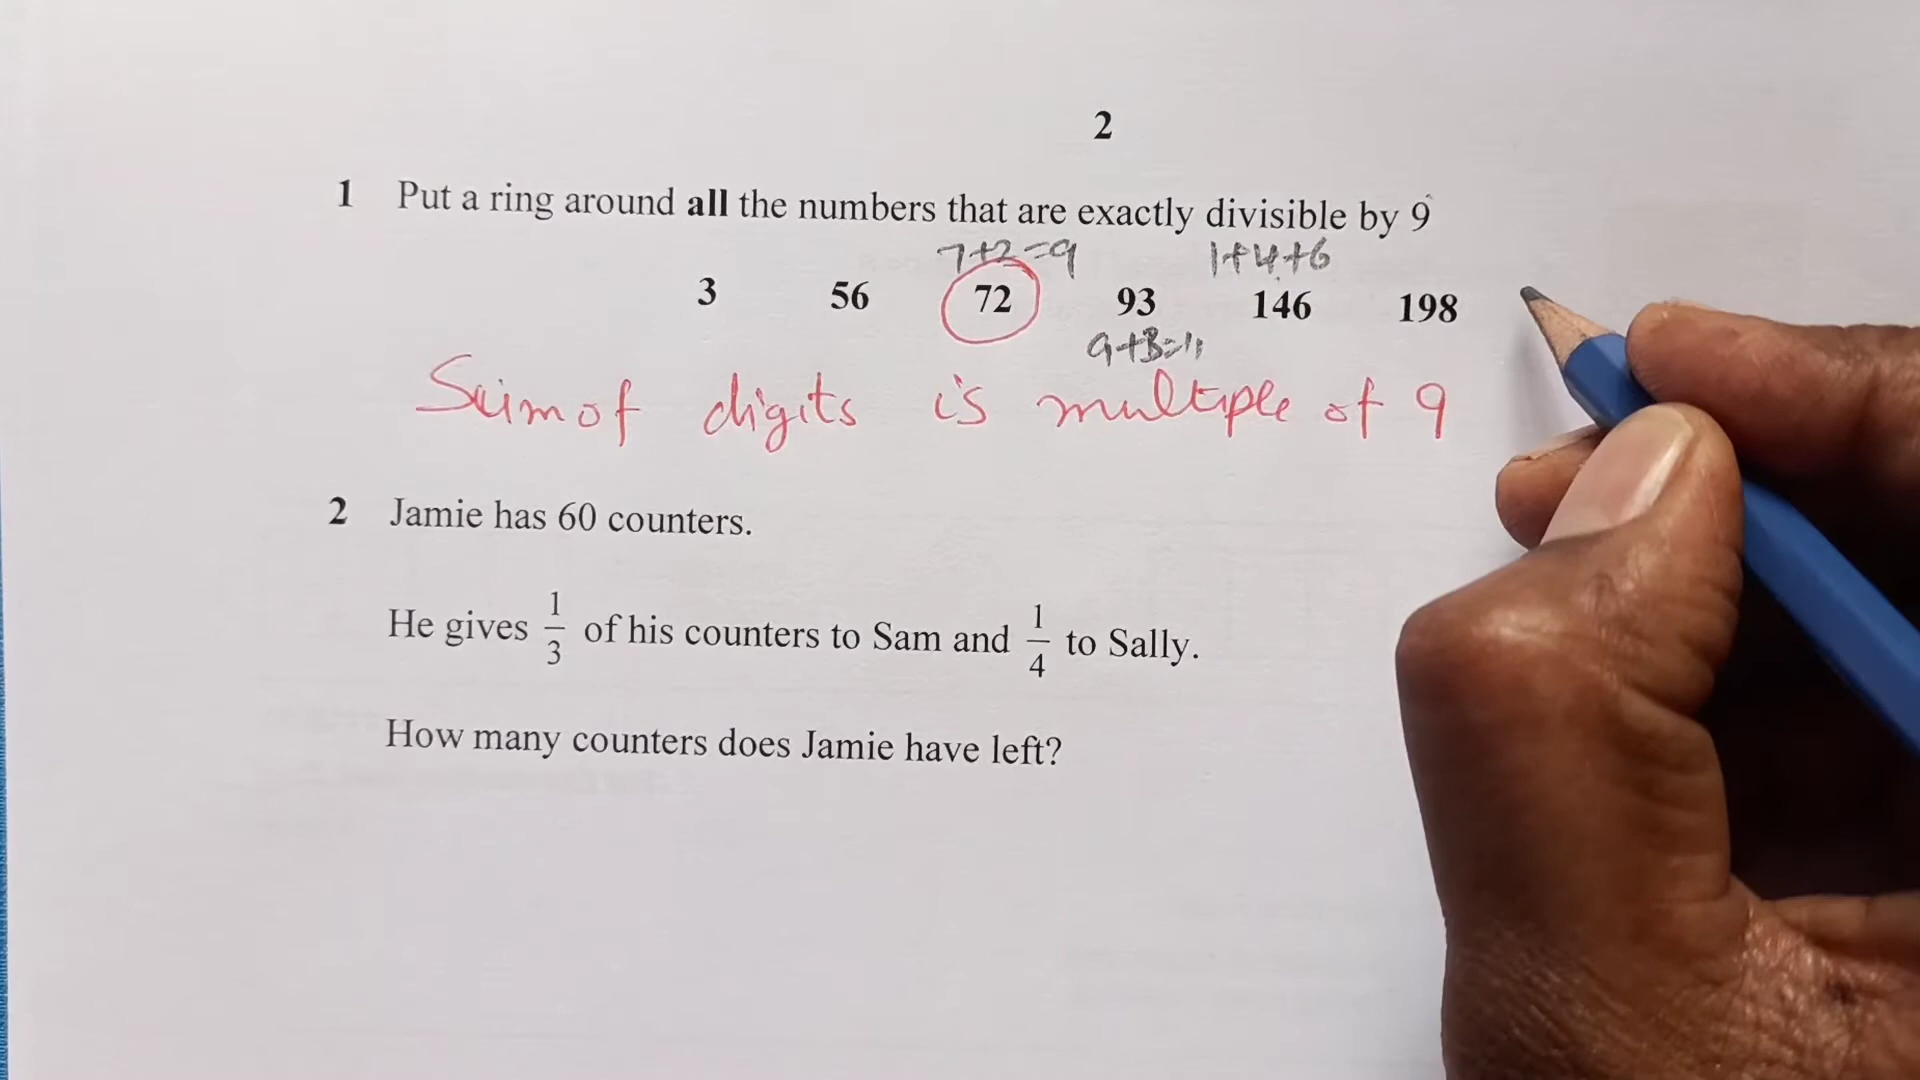 2
1 Put a ring around all the numbers that are exactly divisible by 9
7+2=9 1+4+6
3 56 72 93 146 198
9+3=11
Sum of digits is multiple of 9
2 Jamie has 60 counters.
He gives 1/3 of his counters to Sam and 1/4 to Sally.
How many counters does Jamie have left?